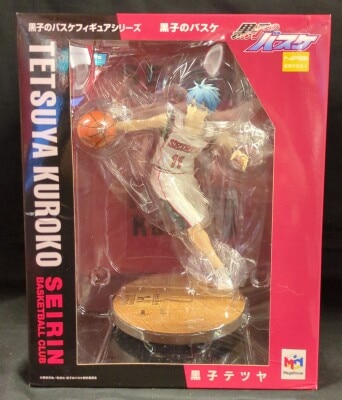 黒子のバスケフィギュアシリーズ
黒子のバスケ
黒子の
バスケ
TETSUYA KUROKO
SEIRIN
BASKETBALL CLUB
SEIRIN
11
黒子テツヤ
MegaHouse